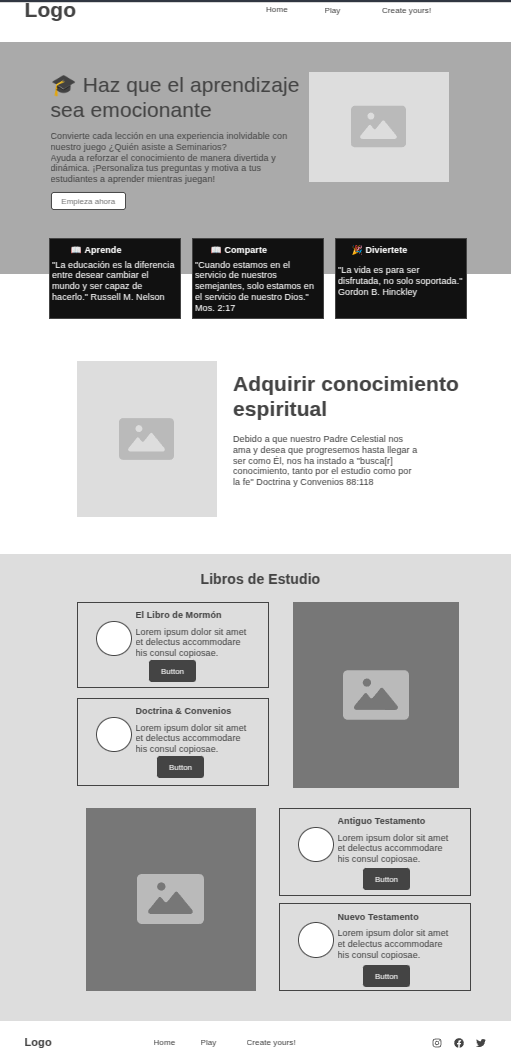 Logo
Home Play Create yours!
🎓 Haz que el aprendizaje
sea emocionante
Convierte cada lección en una experiencia inolvidable con
nuestro juego ¿Quién asiste a Seminarios?
Ayuda a reforzar el conocimiento de manera divertida y
dinámica. ¡Personaliza tus preguntas y motiva a tus
estudiantes a aprender mientras juegan!
Empieza ahora
📖 Aprende
"La educación es la diferencia
entre desear cambiar el
mundo y ser capaz de
hacerlo." Russell M. Nelson
📖 Comparte
"Cuando estamos en el
servicio de nuestros
semejantes, solo estamos en
el servicio de nuestro Dios."
Mos. 2:17
🎉 Diviertete
"La vida es para ser
disfrutada, no solo soportada."
Gordon B. Hinckley
Adquirir conocimiento
espiritual
Debido a que nuestro Padre Celestial nos
ama y desea que progresemos hasta llegar a
ser como Él, nos ha instado a "busca[r]
conocimiento, tanto por el estudio como por
la fe" Doctrina y Convenios 88:118
Libros de Estudio
El Libro de Mormón
Lorem ipsum dolor sit amet
et delectus accommodare
his consul copiosae.
Button
Doctrina & Convenios
Lorem ipsum dolor sit amet
et delectus accommodare
his consul copiosae.
Button
Antiguo Testamento
Lorem ipsum dolor sit amet
et delectus accommodare
his consul copiosae.
Button
Nuevo Testamento
Lorem ipsum dolor sit amet
et delectus accommodare
his consul copiosae.
Button
Logo
Home Play Create yours!